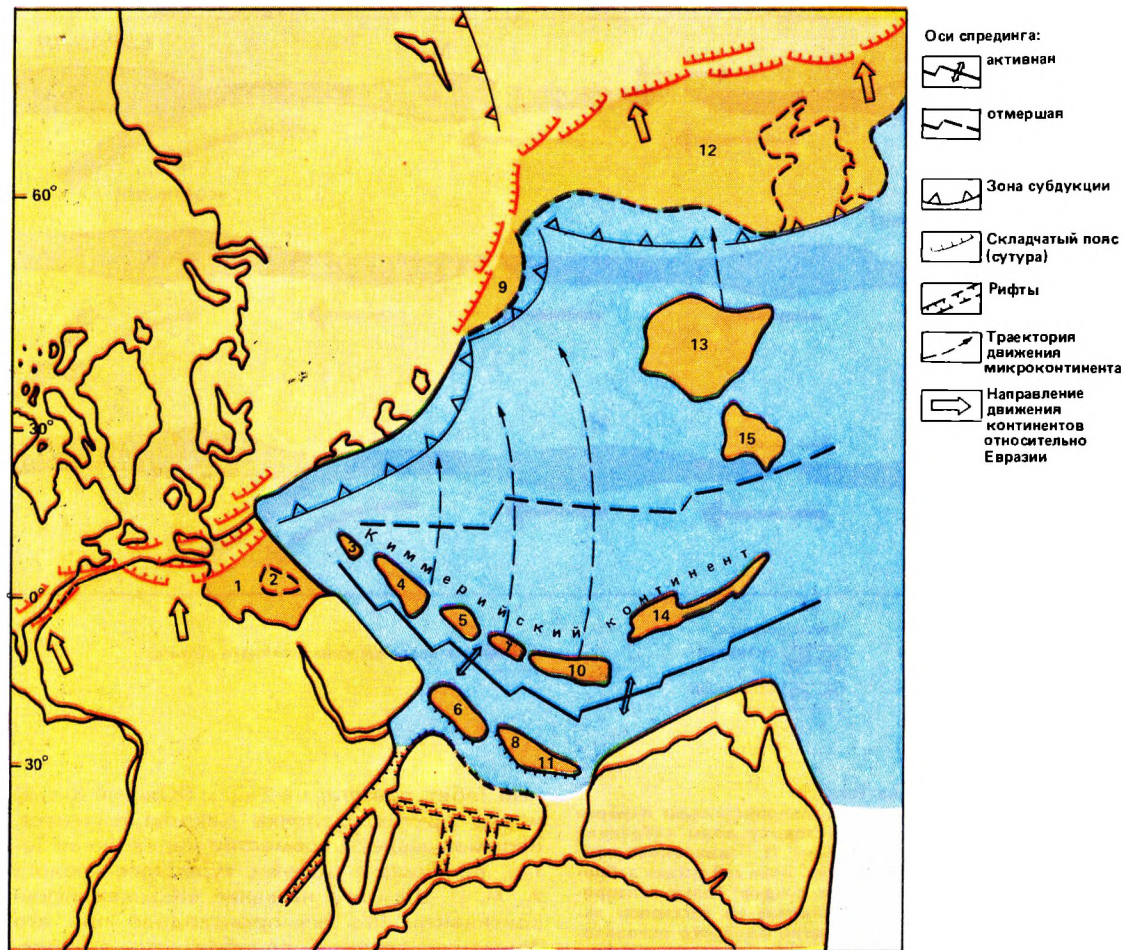 Оси спрединга:
активная
отмершая
Зона субдукции
Складчатый пояс
(сутура)
Рифты
Траектория
движения
микроконтинента
Направление
движения
континентов
относительно
Евразии
60°
30°
0°
30°
12
9
13
15
3
Киммерийский континент
4
2
1
5
7
14
10
6
8
11